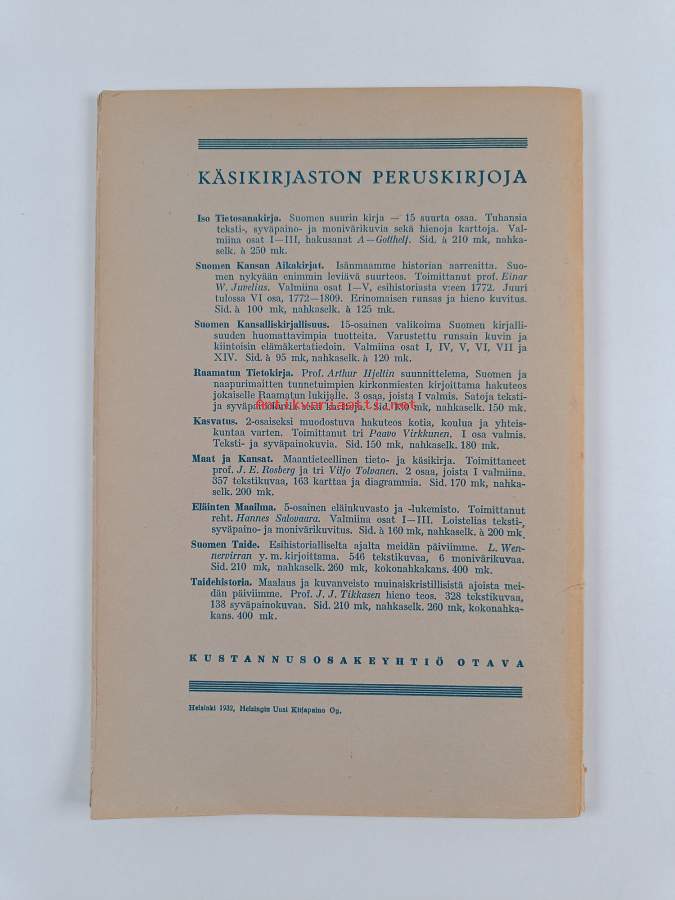 KÄSIKIRJASTON PERUSKIRJOJA
Iso Tietosanakirja. Suomen suurin kirja — 15 suurta osaa. Tuhansia
teksti-, syväpaino- ja monivärikuvia sekä hienoja karttoja. Val-
miina osat I—III, hakusanat A—Gotthelf. Sid. à 210 mk, nahka-
selk. à 250 mk.
Suomen Kansan Aikakirjat. Isänmaamme historian aarreaitta. Suo-
men nykyään enimmin leviävä suurteos. Toimittanut prof. Einar
W. Juvelius. Valmiina osat I—V, esihistoriasta v:een 1772. Juuri
tulossa VI osa, 1772—1809. Erinomaisen runsas ja hieno kuvitus.
Sid. à 100 mk, nahkaselk. à 125 mk.
Suomen Kansalliskirjallisuus. 15-osainen valikoima Suomen kirjalli-
suuden huomattavimpia tuotteita. Varustettu runsain kuvin ja
kiintoisin elämäkertatiedoin. Valmiina osat I, IV, V, VI, VII ja
XIV. Sid. à 95 mk, nahkaselk. à 120 mk.
Raamatun Tietokirja. Prof. Arthur Hjeltin suunnittelema, Suomen ja
naapurimaitten tunnetuimpien kirkonmiesten kirjoittama hakuteos
jokaiselle Raamatun lukijalle. 3 osaa, joista I valmis. Satoja teksti-
ja syväpainokuvia sekä karttoja. Sid. mk, nahkaselk. 150 mk.
Antikvariaatti.net
Kasvatus. 2-osaiseksi muodostuva hakuteos kotia, koulua ja yhteis-
kuntaa varten. Toimittanut tri Paavo Virkkunen. I osa valmis.
Teksti- ja syväpainokuvia. Sid. 150 mk, nahkaselk. 180 mk.
Maat ja Kansat. Maantieteellinen tieto- ja käsikirja. Toimittaneet
prof. J. E. Rosberg ja tri Viljo Tolvanen. 2 osaa, joista I valmiina.
357 tekstikuvaa, 163 karttaa ja diagrammia. Sid. 170 mk, nahka-
selk. 200 mk.
Eläinten Maailma. 5-osainen eläinkuvasto ja -lukemisto. Toimittanut
reht. Hannes Salovaara. Valmiina osat I—III. Loistelias teksti-,
syväpaino- ja monivärikuvitus. Sid. à 160 mk, nahkaselk. à 200 mk.
Suomen Taide. Esihistorialliselta ajalta meidän päiviimme. L. Wen-
nervirran y. m. kirjoittama. 546 tekstikuvaa, 6 monivärikuvaa.
Sid. 210 mk, nahkaselk. 260 mk, kokonahkakans. 400 mk.
Taidehistoria. Maalaus ja kuvanveisto muinaiskristillisistä ajoista mei-
dän päiviimme. Prof. J. J. Tikkasen hieno teos. 328 tekstikuvaa,
138 syväpainokuvaa. Sid. 210 mk, nahkaselk. 260 mk, kokonahka-
kans. 400 mk.
KUSTANNUSOSAKEYHTIÖ OTAVA
Helsinki 1932, Helsingin Uusi Kirjapaino Oy.